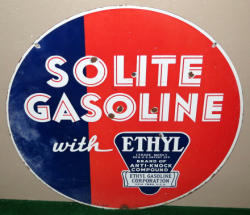 SOLITE
GASOLINE
with
ETHYL
BRAND OF
ANTI-KNOCK
COMPOUND
ETHYL GASOLINE
CORPORATION